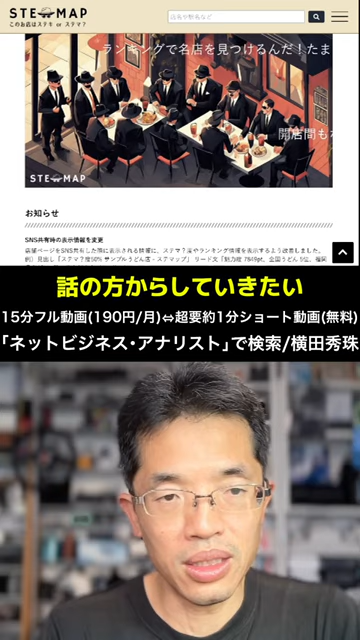 STEMAP
このお店はステキ or ステマ？
ランキングで名店を見つけるんだ！たま
開店間も
STEMAP
お知らせ
SNS共有時の表示情報を変更
話の方からしていきたい
15分フル動画(190円/月)⇔超要約1分ショート動画(無料)
「ネットビジネス・アナリスト」で検索/横田秀珠